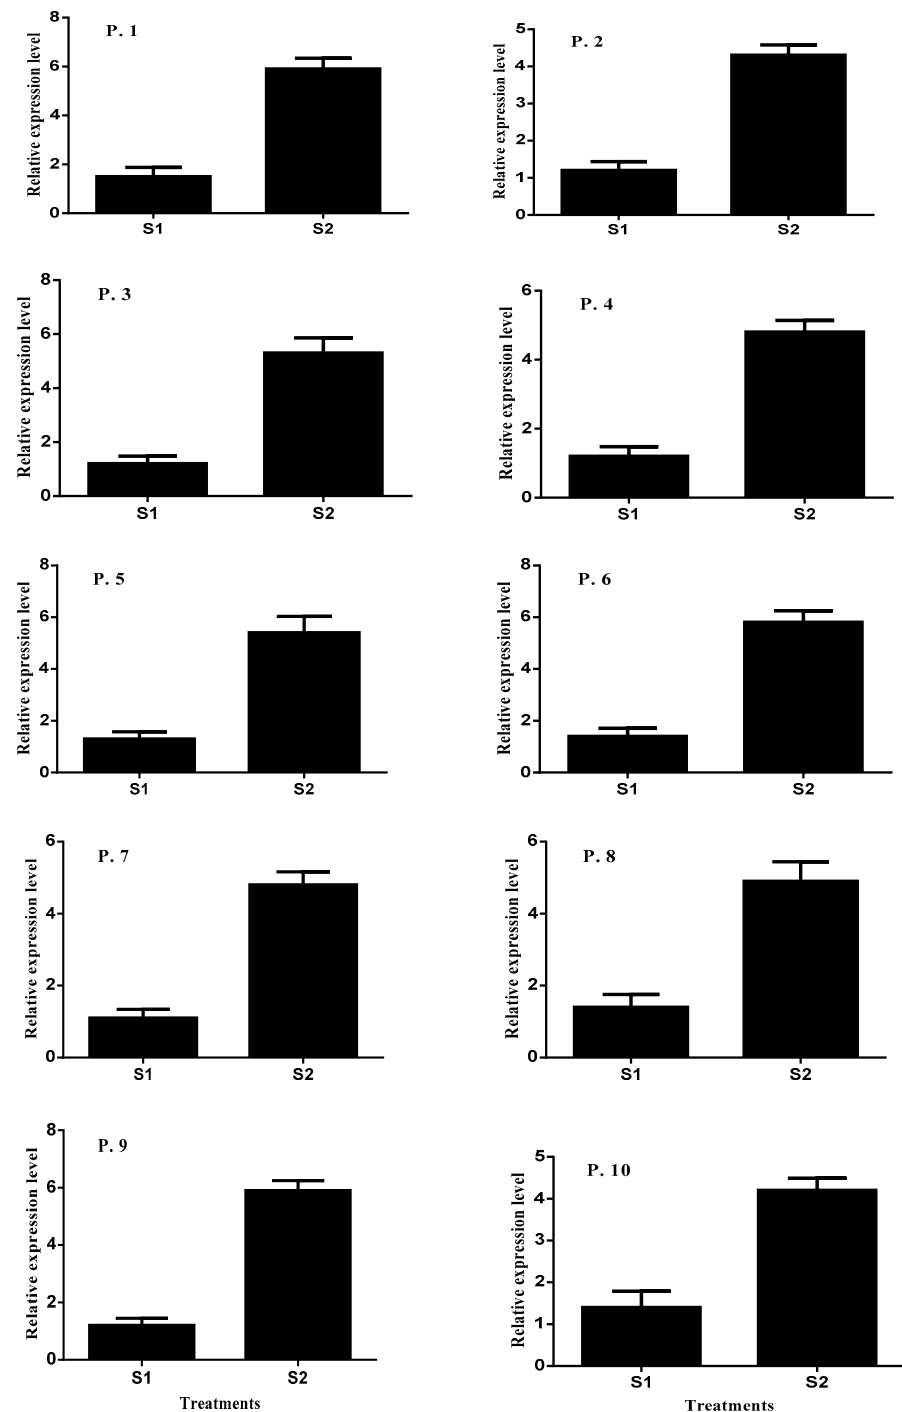 P. 1
Relative expression level
8
6
4
2
0
S1 S2
P. 2
Relative expression level
5
4
3
2
1
0
S1 S2
P. 3
Relative expression level
8
6
4
2
0
S1 S2
P. 4
Relative expression level
6
4
2
0
S1 S2
P. 5
Relative expression level
8
6
4
2
0
S1 S2
P. 6
Relative expression level
8
6
4
2
0
S1 S2
P. 7
Relative expression level
6
4
2
0
S1 S2
P. 8
Relative expression level
6
4
2
0
S1 S2
P. 9
Relative expression level
8
6
4
2
0
S1 S2
Treatments
P. 10
Relative expression level
5
4
3
2
1
0
S1 S2
Treatments